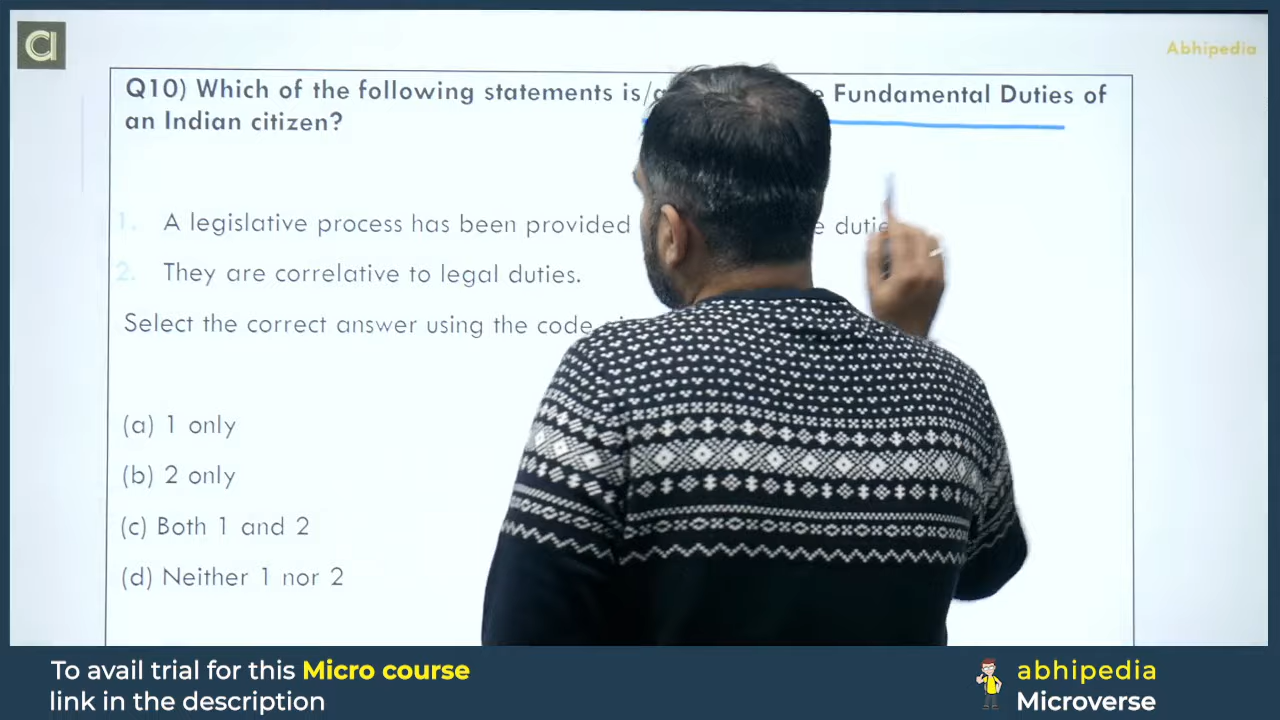 Abhipedia
Q10) Which of the following statements is/ Fundamental Duties of
an Indian citizen?
1. A legislative process has been provided
2. They are correlative to legal duties.
Select the correct answer using the code
(a) 1 only
(b) 2 only
(c) Both 1 and 2
(d) Neither 1 nor 2
To avail trial for this Micro course
link in the description
abhipedia
Microverse